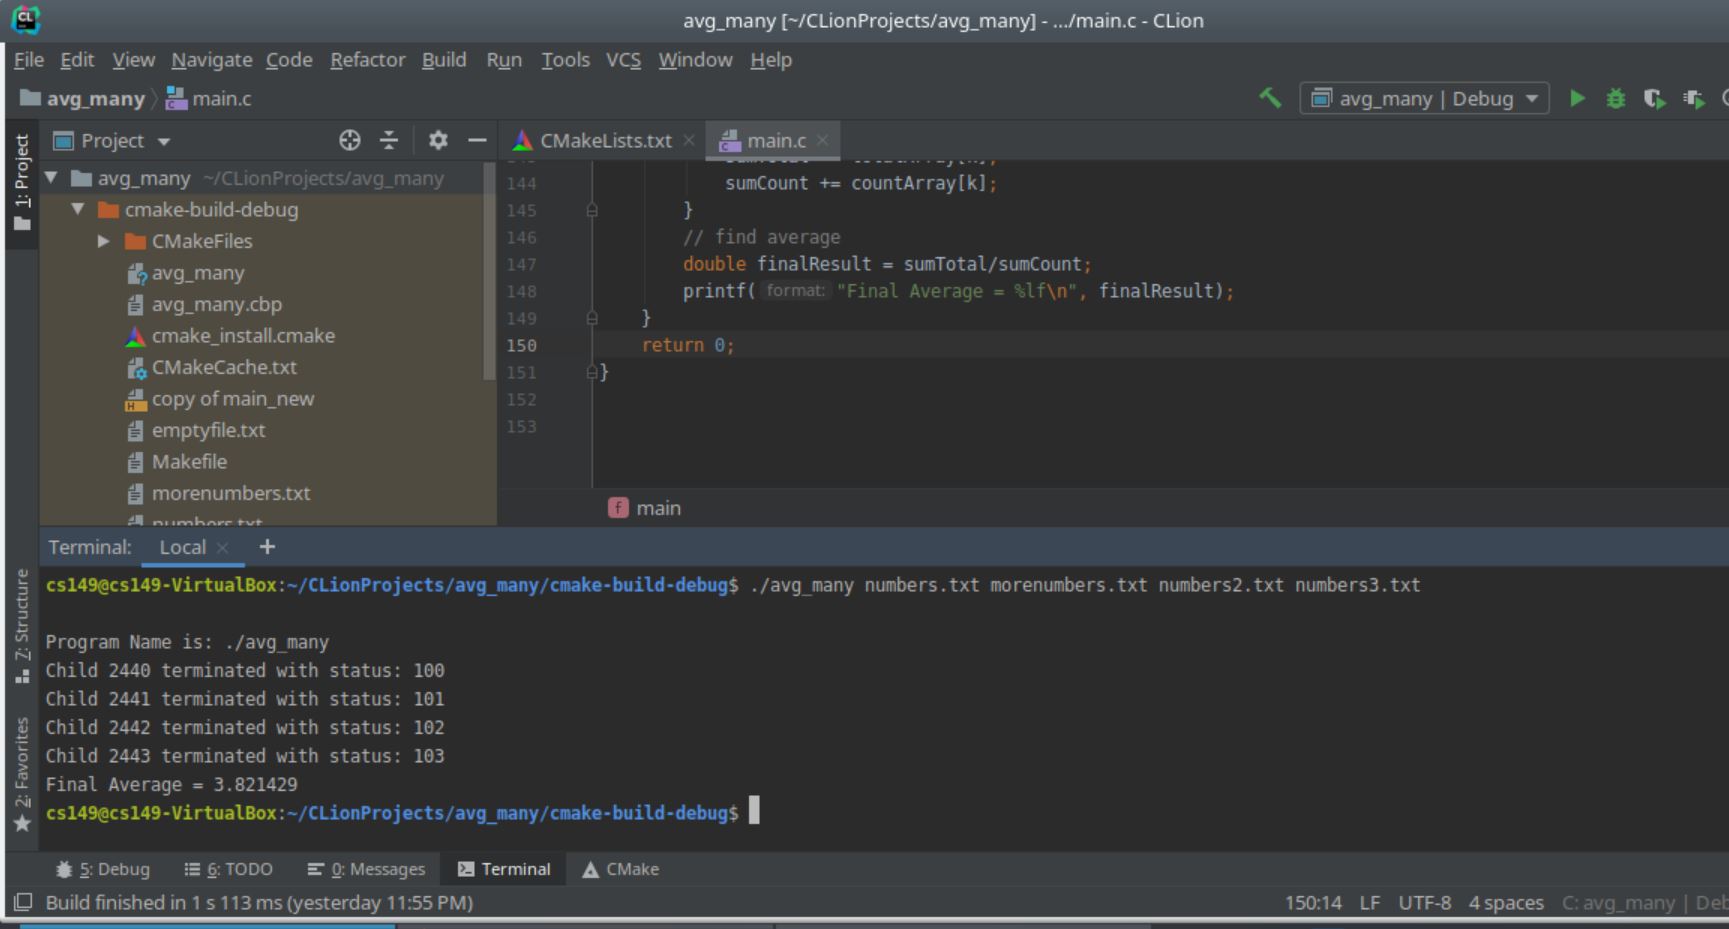 avg_many [~/CLionProjects/avg_many] - .../main.c - CLion
File Edit View Navigate Code Refactor Build Run Tools VCS Window Help
avg_many main.c
avg_many | Debug
1: Project
Project
CMakeLists.txt
main.c
avg_many ~/CLionProjects/avg_many
cmake-build-debug
CMakeFiles
avg_many
avg_many.cbp
cmake_install.cmake
CMakeCache.txt
copy of main_new
emptyfile.txt
Makefile
morenumbers.txt
numbers.txt
144 sumCount += countArray[k];
145 }
146 // find average
147 double finalResult = sumTotal/sumCount;
148 printf( format: "Final Average = %lf\n", finalResult);
149 }
150 return 0;
151 }
152
153
f main
Terminal: Local +
cs149@cs149-VirtualBox:~/CLionProjects/avg_many/cmake-build-debug$ ./avg_many numbers.txt morenumbers.txt numbers2.txt numbers3.txt
Program Name is: ./avg_many
Child 2440 terminated with status: 100
Child 2441 terminated with status: 101
Child 2442 terminated with status: 102
Child 2443 terminated with status: 103
Final Average = 3.821429
cs149@cs149-VirtualBox:~/CLionProjects/avg_many/cmake-build-debug$
7: Structure
2: Favorites
5: Debug 6: TODO 0: Messages Terminal CMake
Build finished in 1 s 113 ms (yesterday 11:55 PM)
150:14 LF UTF-8 4 spaces C: avg_many | Deb